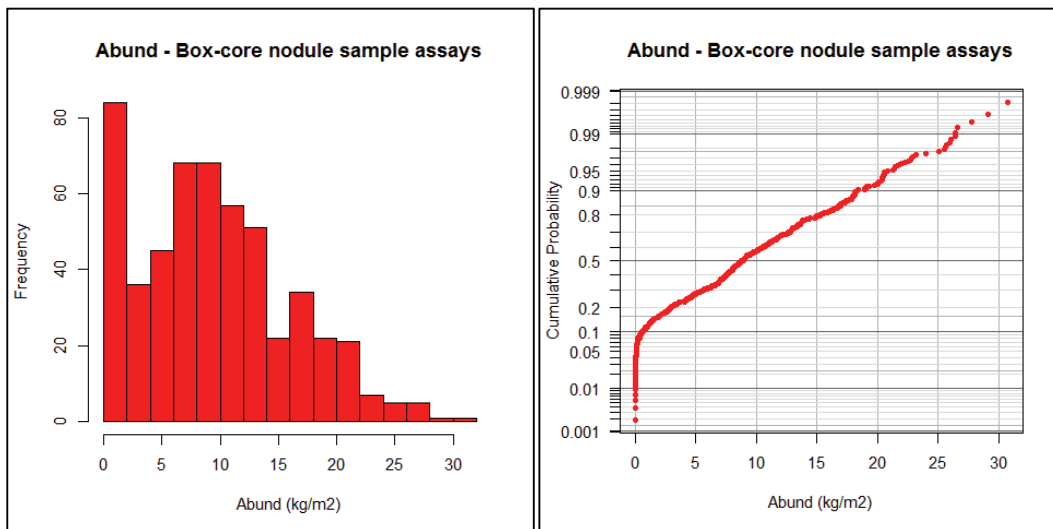 Abund - Box-core nodule sample assays
Frequency
80
60
40
20
0
0 5 10 15 20 25 30
Abund (kg/m2)
Abund - Box-core nodule sample assays
Cumulative Probability
0.999
0.99
0.95
0.9
0.8
0.5
0.2
0.1
0.05
0.01
0.001
0 5 10 15 20 25 30
Abund (kg/m2)